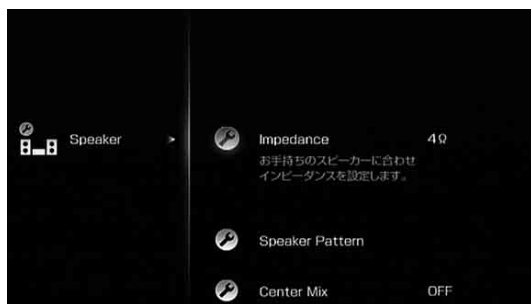 Speaker
Impedance 4Ω
お手持ちのスピーカーに合わせ
インピーダンスを設定します。
Speaker Pattern
Center Mix OFF